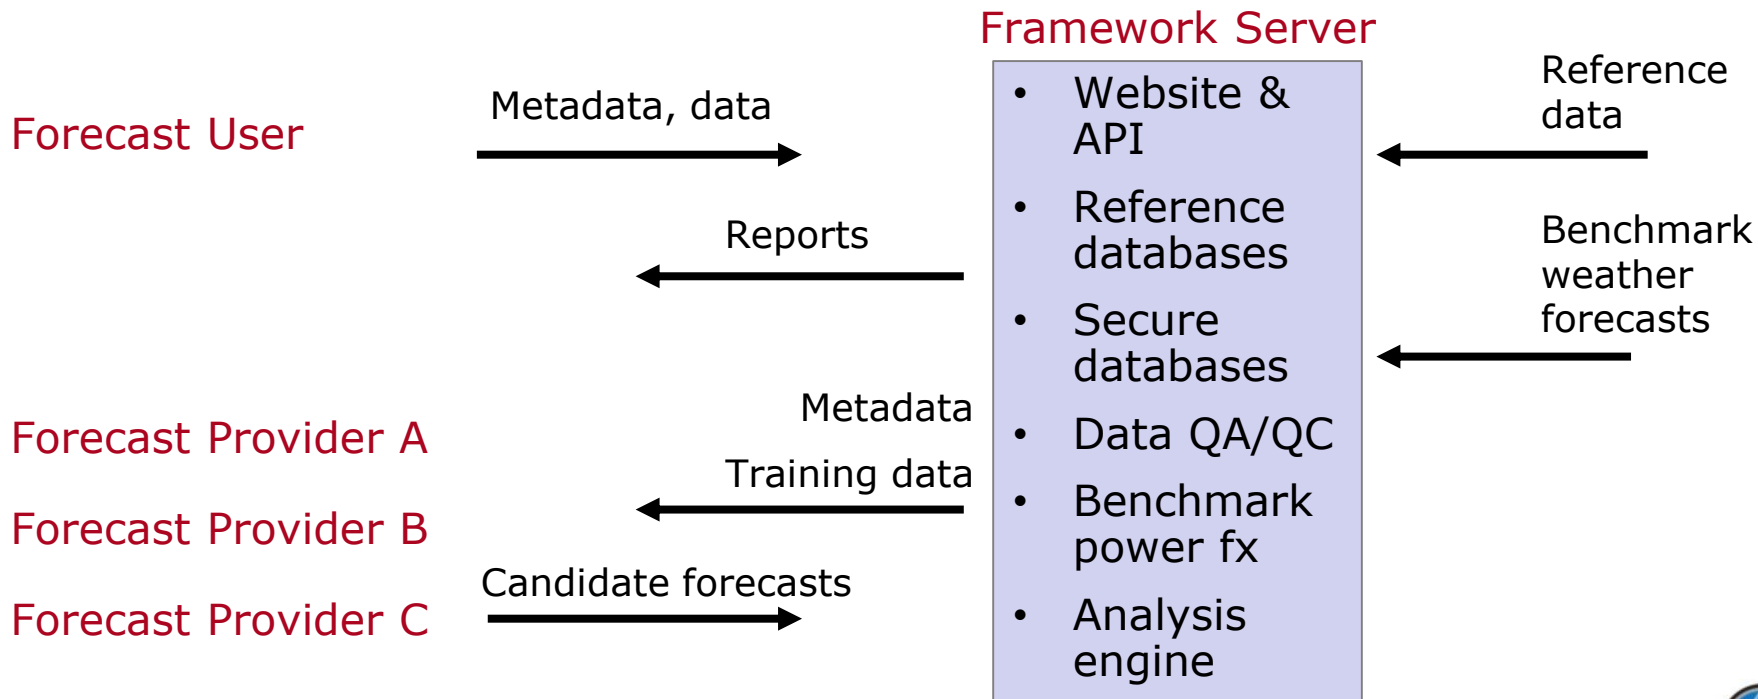 Framework Server
Forecast User
Metadata, data
Reports
Forecast Provider A
Forecast Provider B
Forecast Provider C
Metadata
Training data
Candidate forecasts
• Website &
API
• Reference
databases
• Secure
databases
• Data QA/QC
• Benchmark
power fx
• Analysis
engine
Reference
data
Benchmark
weather
forecasts